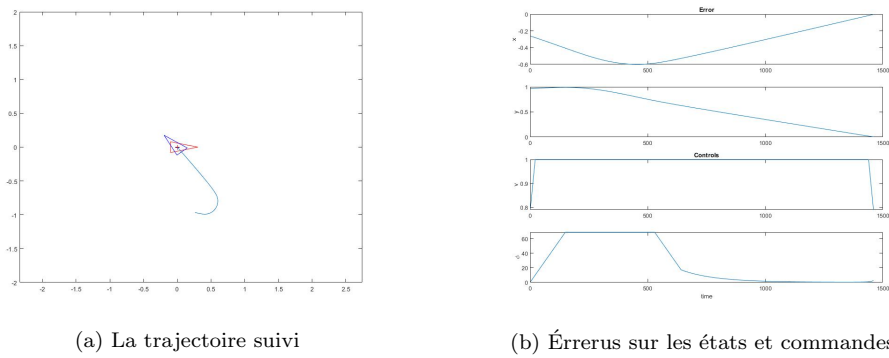 2
1.5
1
0.5
0
-0.5
-1
-1.5
-2
-2 -1.5 -1 -0.5 0 0.5 1 1.5 2 2.5
(a) La trajectoire suivi
Error
0
-0.2
-0.4
-0.6
x
0 500 1000 1500
1
0.5
0
y
0 500 1000 1500
Controls
1
0.9
0.8
v
0 500 1000 1500
60
40
20
0
0 500 1000 1500
time
(b) Érrerus sur les états et commandes